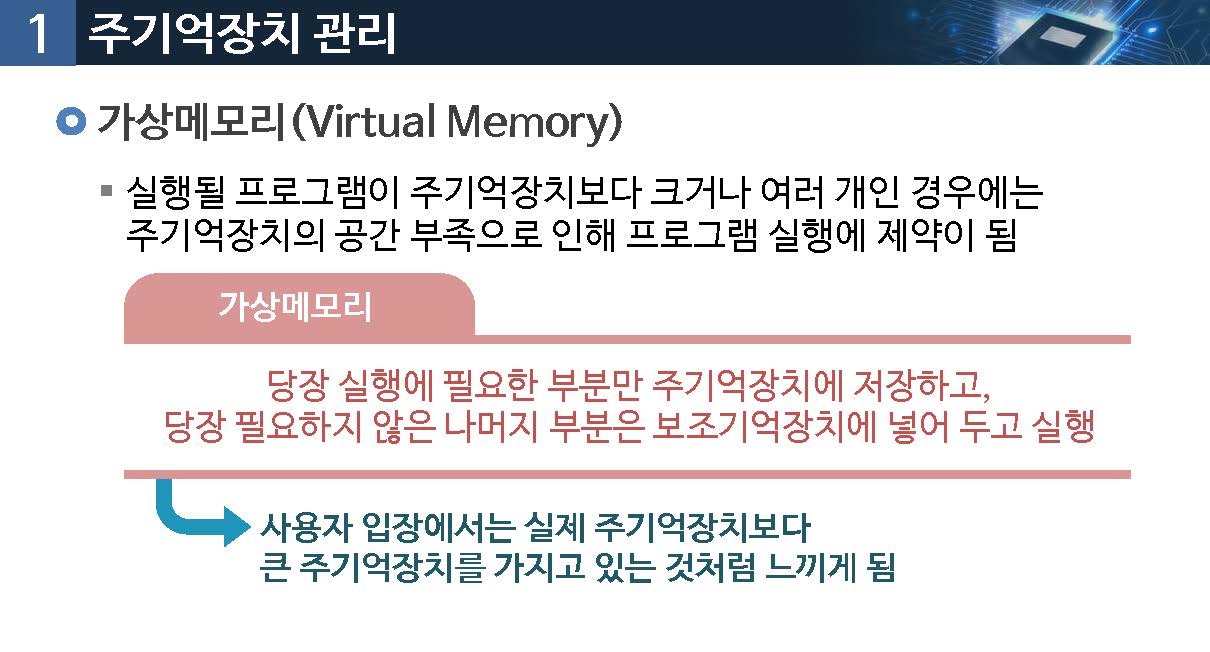 1 주기억장치 관리
가상메모리(Virtual Memory)
실행될 프로그램이 주기억장치보다 크거나 여러 개인 경우에는
주기억장치의 공간 부족으로 인해 프로그램 실행에 제약이 됨
가상메모리
당장 실행에 필요한 부분만 주기억장치에 저장하고,
당장 필요하지 않은 나머지 부분은 보조기억장치에 넣어 두고 실행
사용자 입장에서는 실제 주기억장치보다
큰 주기억장치를 가지고 있는 것처럼 느끼게 됨